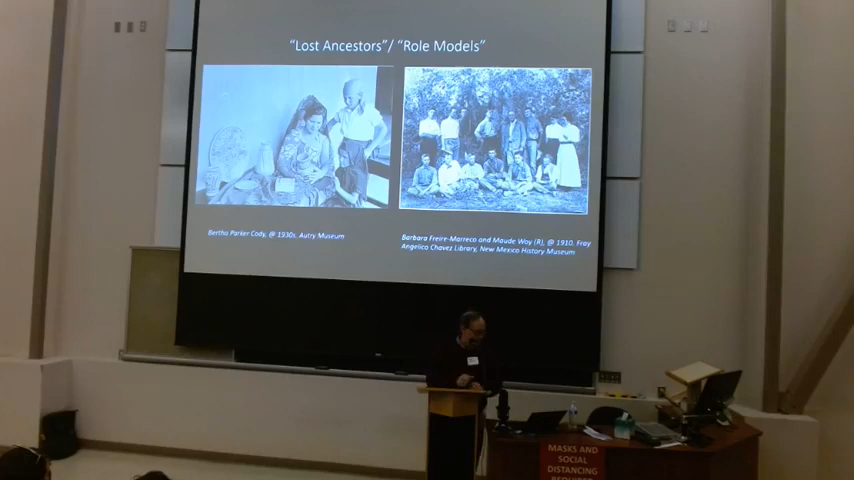 "Lost Ancestors"/ "Role Models"
Bertha Parker Cody, @ 1930s. Autry Museum
Barbara Freire-Marreco and Maude Woy (R), @ 1910. Fray
Angelico Chavez Library, New Mexico History Museum
MASKS AND
SOCIAL
DISTANCING
REQUIRED